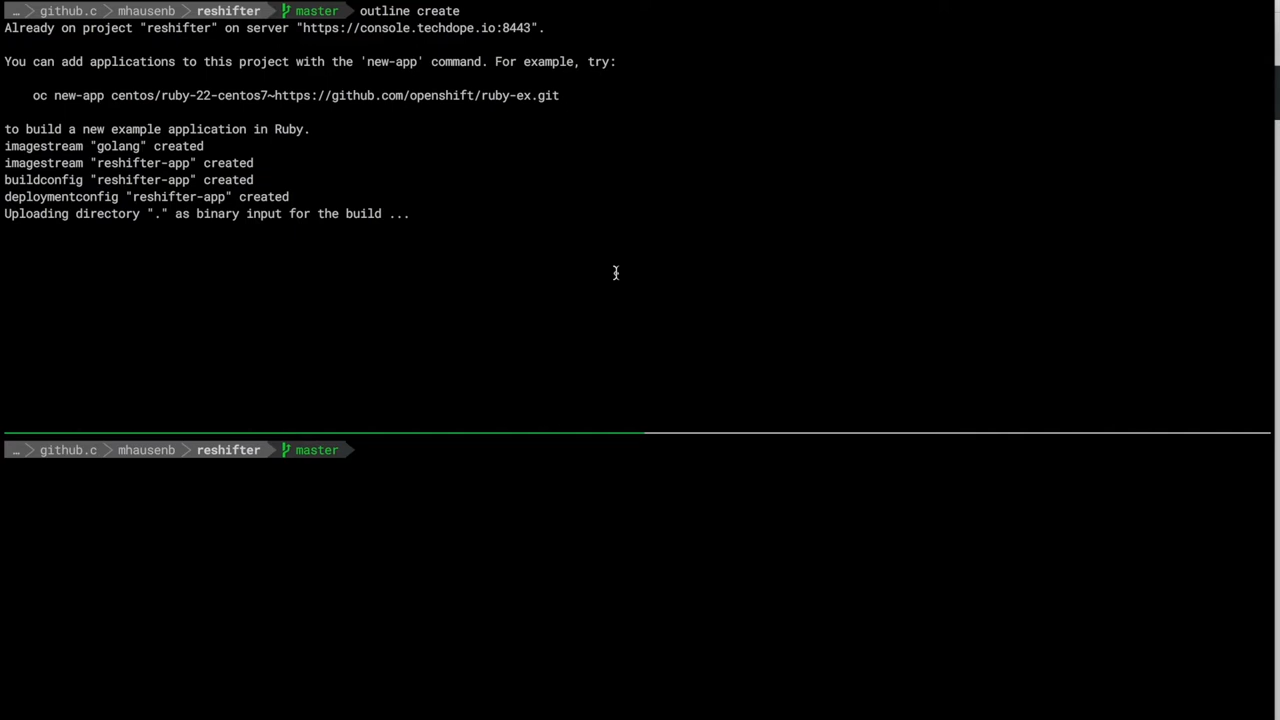 … github.c mhausenb reshifter master outline create
Already on project "reshifter" on server "https://console.techdope.io:8443".
You can add applications to this project with the 'new-app' command. For example, try:
oc new-app centos/ruby-22-centos7~https://github.com/openshift/ruby-ex.git
to build a new example application in Ruby.
imagestream "golang" created
imagestream "reshifter-app" created
buildconfig "reshifter-app" created
deploymentconfig "reshifter-app" created
Uploading directory "." as binary input for the build ...
… github.c mhausenb reshifter master